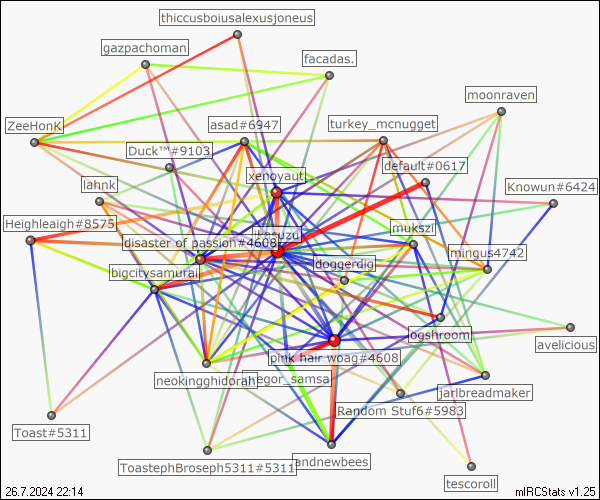 thiccusboiusalexusjoneus
gazpachoman
facadas.
moonraven
ZeeHonK
asad#6947
turkey_mcnugget
Duck™#9103
default#0617
xenoyaut
lahnk
Knowun#6424
Heighleaigh#8575
ikasuzu
mukszi
disaster of passion#4608
mingus4742
bigcitysamurai
doggerdig
ogshroom
avelicious
pink hair woag#4608
neokingghidorah
gregor_samsa
jarlbreadmaker
Random Stuf6#5983
Toast#5311
ToastephBroseph5311#5311
andnewbees
tescoroll
26.7.2024 22:14
mIRCStats v1.25